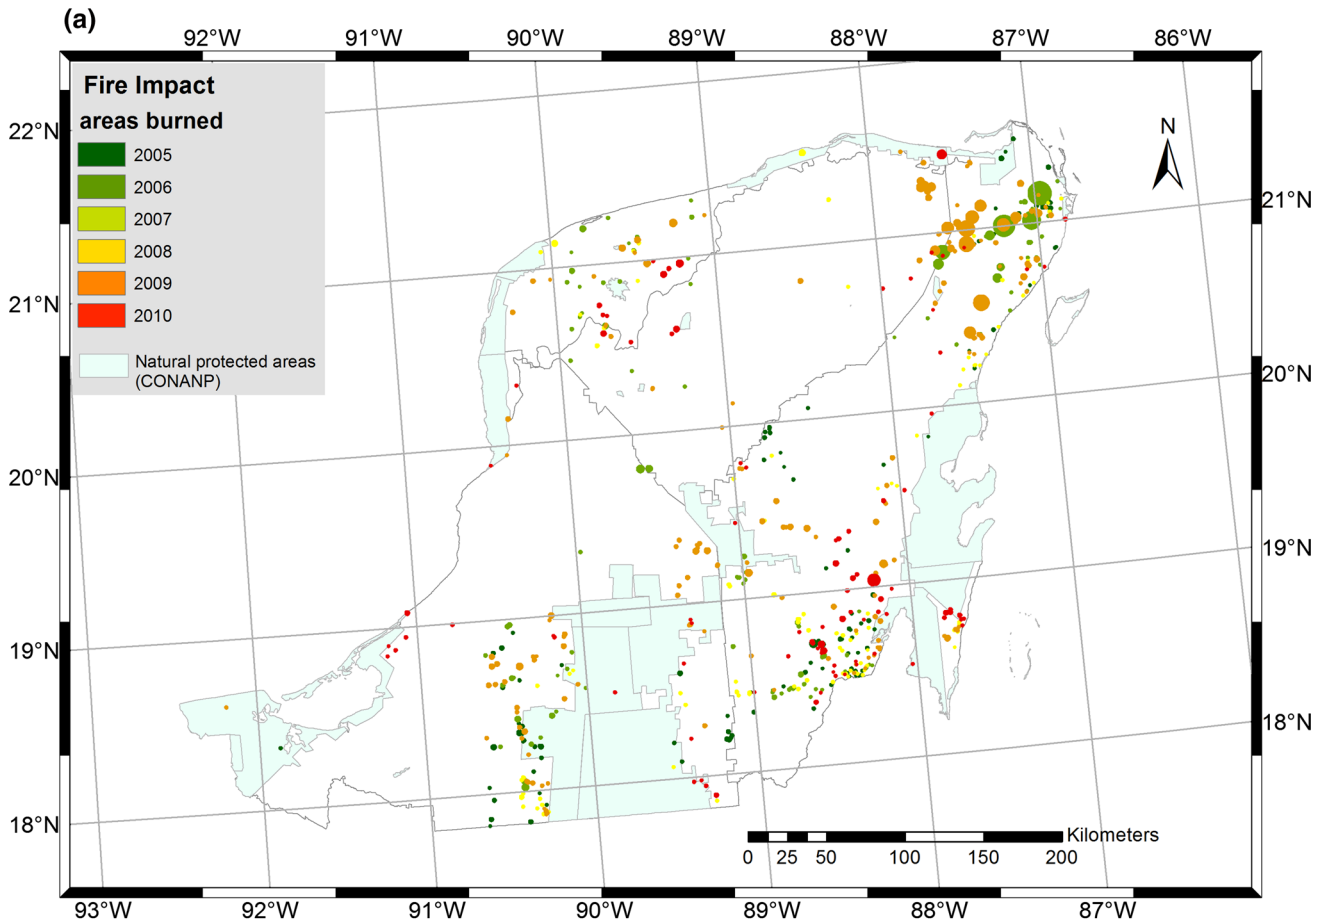 (a)
92°W 91°W 90°W 89°W 88°W 87°W 86°W
Fire Impact
areas burned
2005
2006
2007
2008
2009
2010
Natural protected areas
(CONANP)
N
22°N
21°N
21°N
20°N
20°N
19°N
19°N
18°N
18°N
Kilometers
0 25 50 100 150 200
93°W 92°W 91°W 90°W 89°W 88°W 87°W